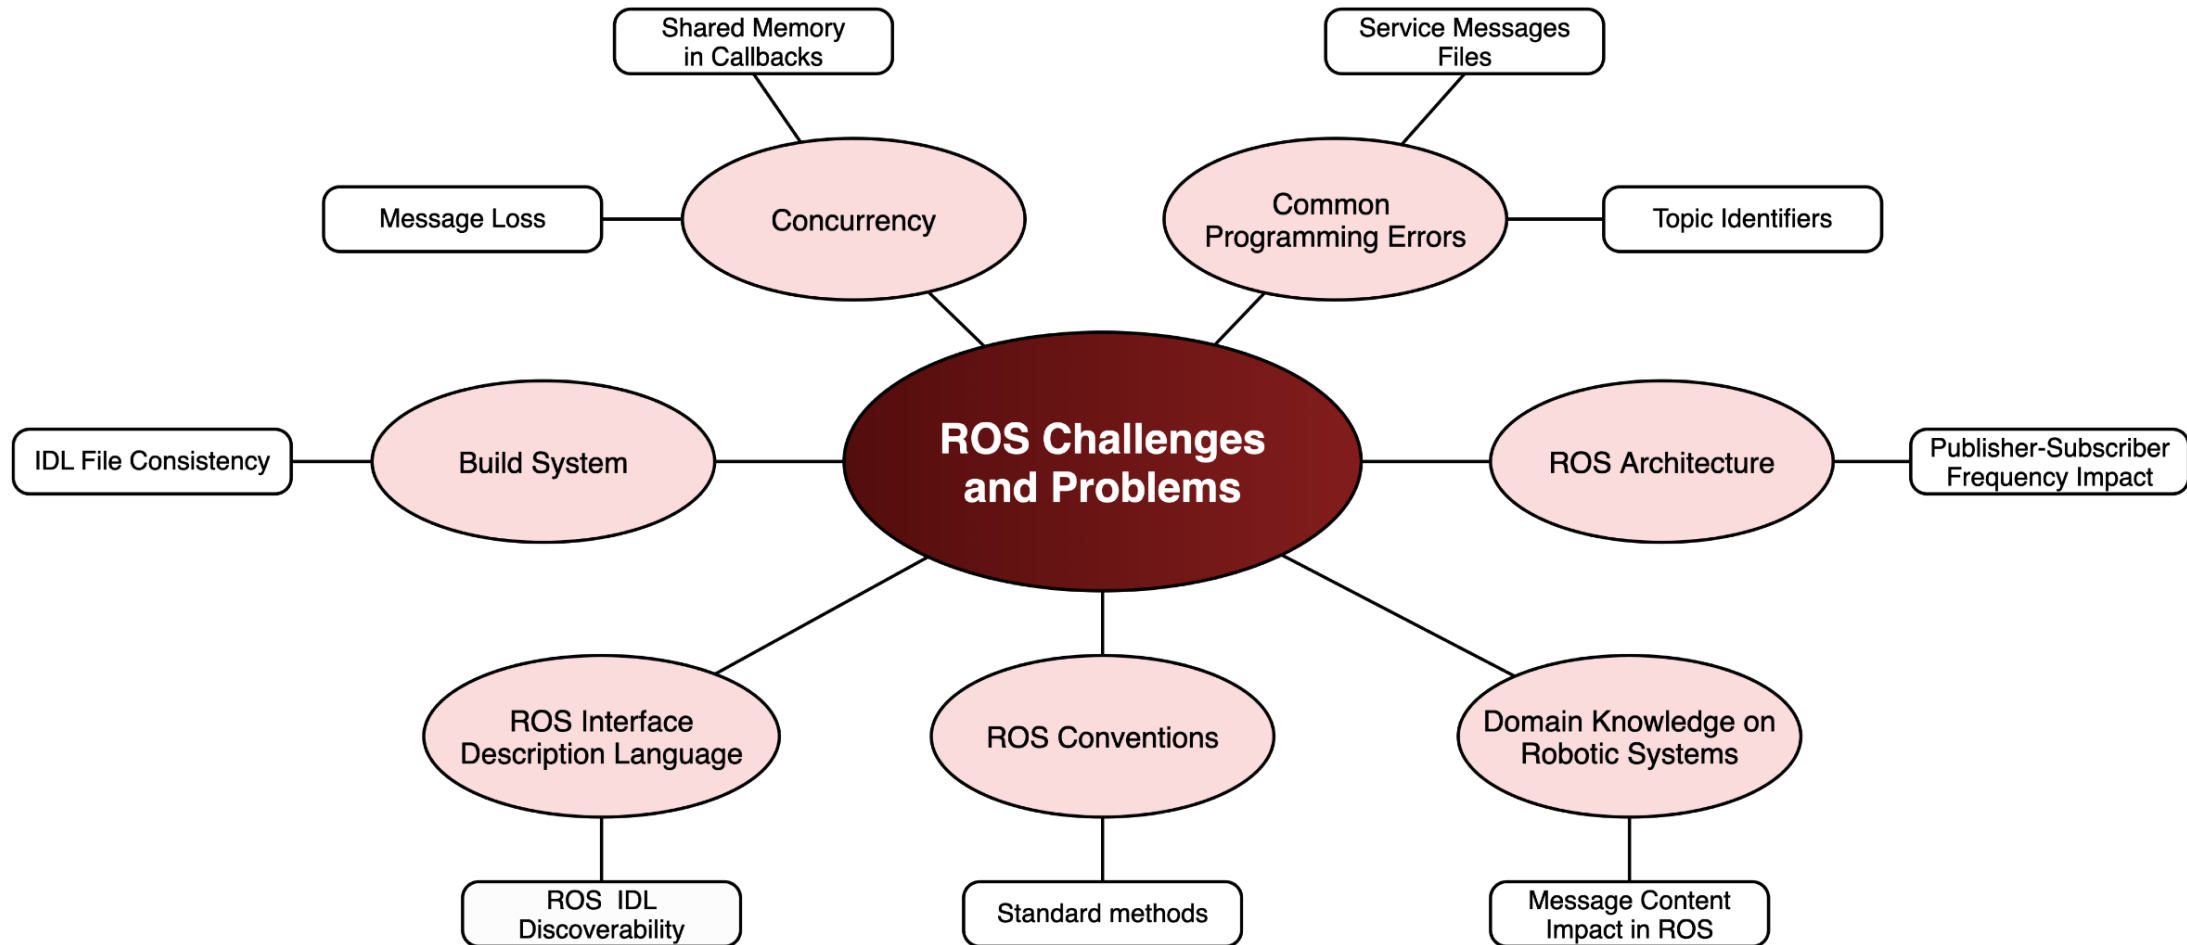 Shared Memory
in Callbacks
Service Messages
Files
Message Loss
Concurrency
Common
Programming Errors
Topic Identifiers
IDL File Consistency
Build System
ROS Challenges
and Problems
ROS Architecture
Publisher-Subscriber
Frequency Impact
ROS Interface
Description Language
ROS Conventions
Domain Knowledge on
Robotic Systems
ROS IDL
Discoverability
Standard methods
Message Content
Impact in ROS